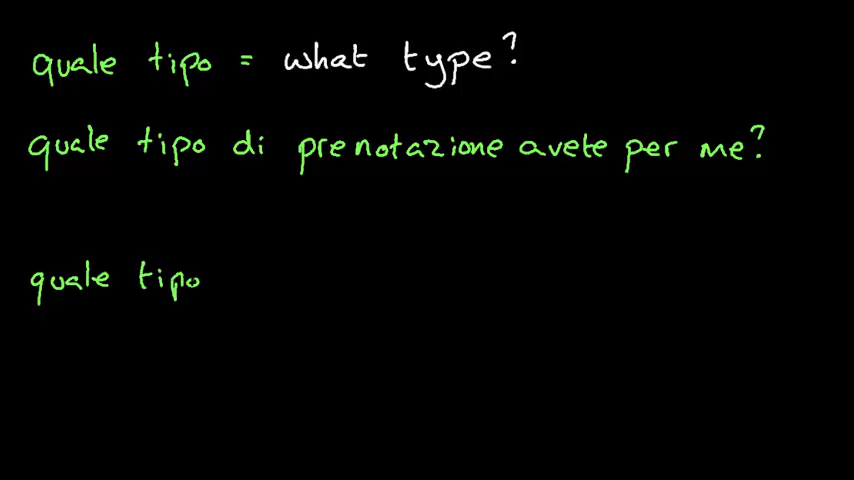 quale tipo = what type?
quale tipo di prenotazione avete per me?
quale tipo